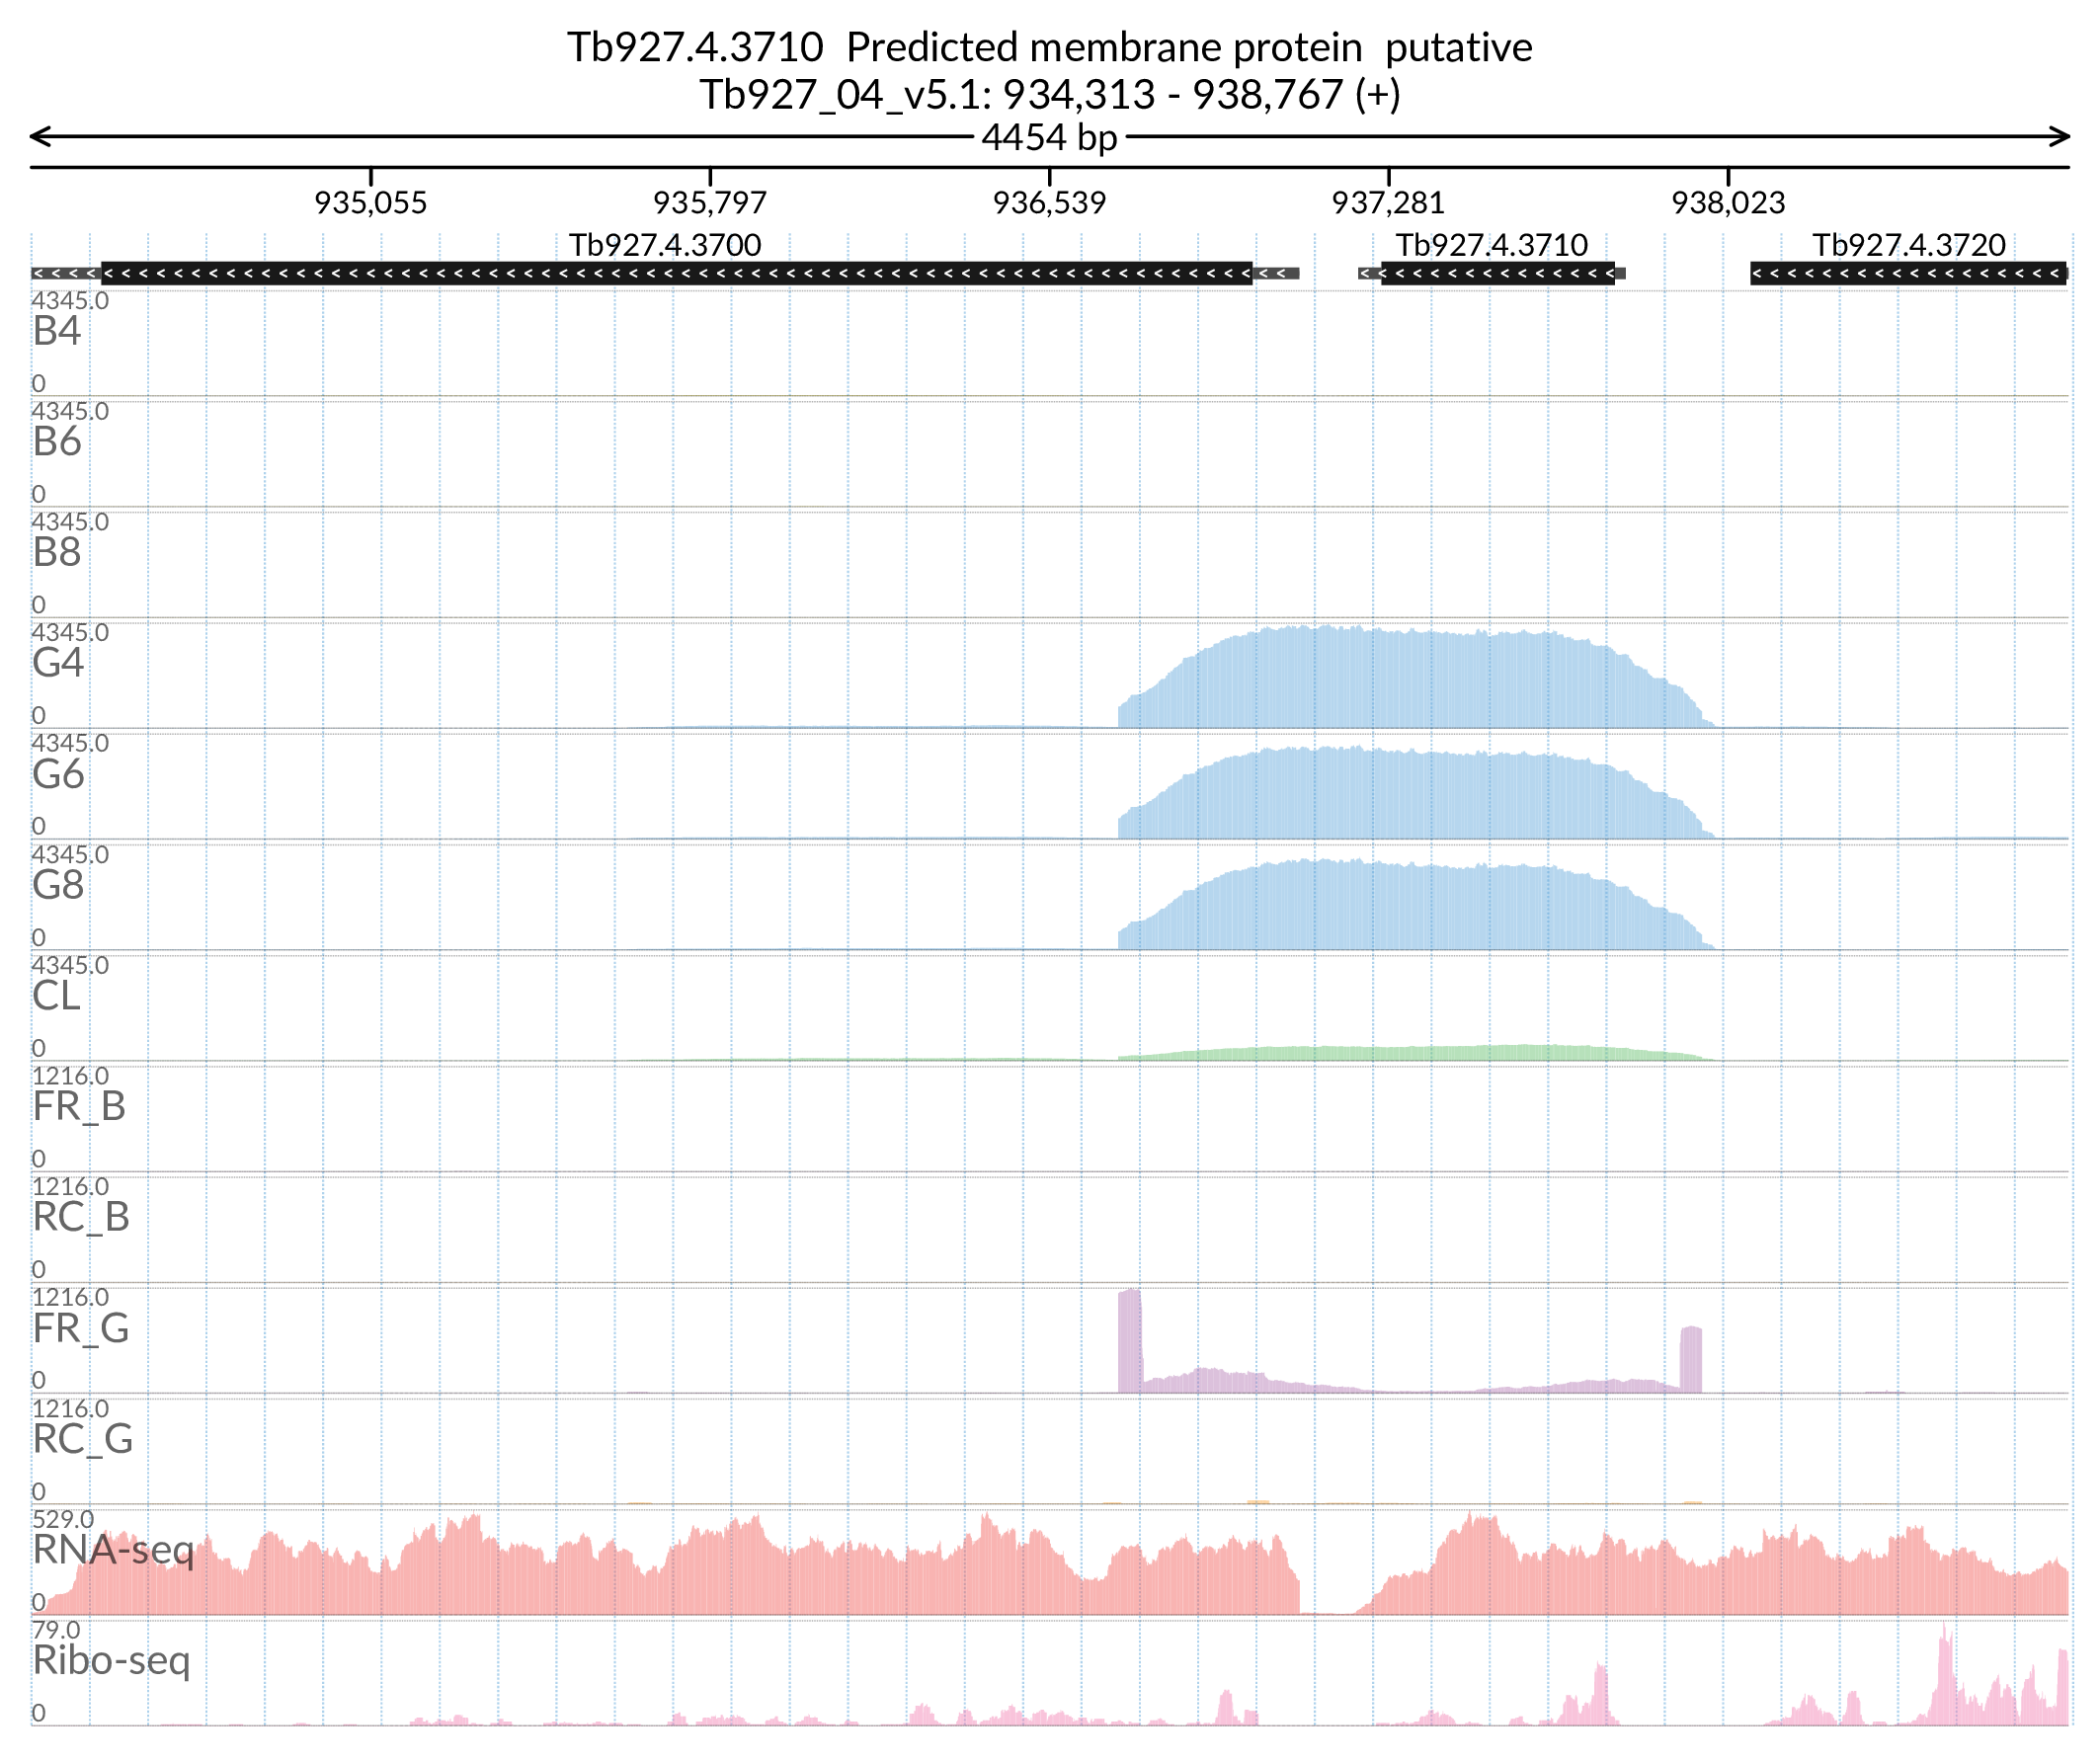 Tb927.4.3710  Predicted membrane protein  putative
Tb927_04_v5.1: 934,313 - 938,767 (+)
4454 bp
935,055 935,797 936,539 937,281 938,023
Tb927.4.3700 Tb927.4.3710 Tb927.4.3720
4345.0
B4
0
4345.0
B6
0
4345.0
B8
0
4345.0
G4
0
4345.0
G6
0
4345.0
G8
0
4345.0
CL
0
1216.0
FR_B
0
1216.0
RC_B
0
1216.0
FR_G
0
1216.0
RC_G
0
529.0
RNA-seq
0
79.0
Ribo-seq
0